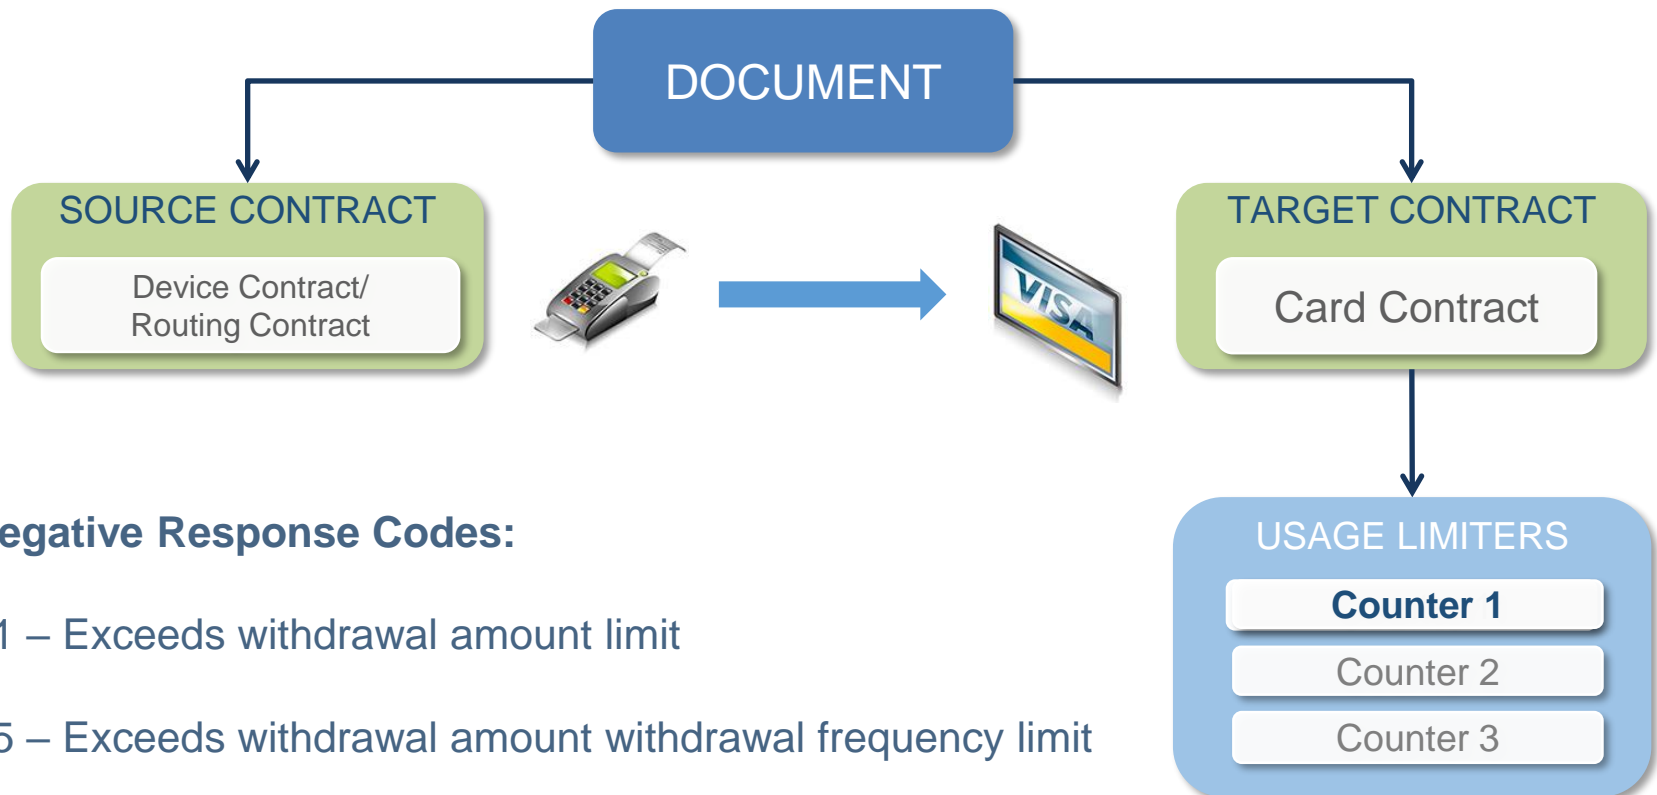 DOCUMENT
SOURCE CONTRACT
Device Contract/
Routing Contract
VISA
TARGET CONTRACT
Card Contract
egative Response Codes:
1 – Exceeds withdrawal amount limit
5 – Exceeds withdrawal amount withdrawal frequency limit
USAGE LIMITERS
Counter 1
Counter 2
Counter 3